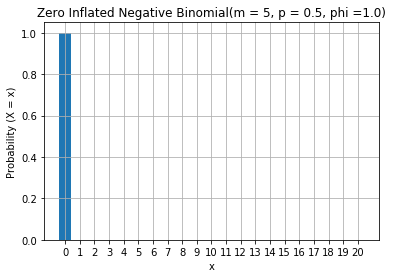 Zero Inflated Negative Binomial(m = 5, p = 0.5, phi =1.0)
Probability (X = x)
1.0
0.8
0.6
0.4
0.2
0.0
0 1 2 3 4 5 6 7 8 9 10 11 12 13 14 15 16 17 18 19 20
x